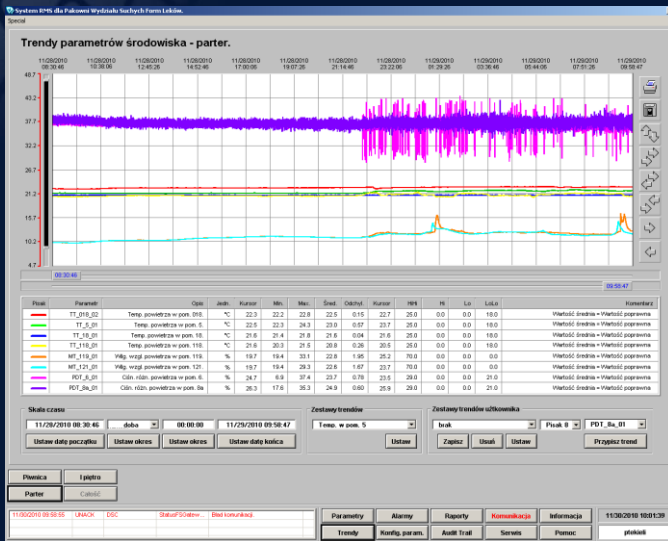 System RMS dla Pakowni Wydziału Suchych Form Leków.
Special
Trendy parametrów środowiska - parter.
11/28/2010 11/28/2010 11/28/2010 11/28/2010 11/28/2010 11/28/2010 11/28/2010 11/28/2010 11/29/2010 11/29/2010 11/29/2010 11/29/2010 11/29/2010
08:30:46 10:38:06 12:45:26 14:52:46 17:00:06 19:07:26 21:14:46 23:22:06 01:29:26 03:36:46 05:44:06 07:51:26 09:58:47
48.7
43.2
37.7
32.2
26.7
21.2
15.7
10.2
4.7
08:30:46
09:58:47
Pisak Parametr Opis Jedn. Kursor Min. Max. Śred. Odchyl. Kursor HiHi Hi Lo LoLo Komentarz
TT_018_02 Temp. powietrza w pom. 018. °C 22.3 22.2 22.8 22.5 0.15 22.7 25.0 0.0 0.0 18.0 Wartość średnia = Wartość poprawna
TT_5_01 Temp. powietrza w pom. 5. °C 22.5 22.3 24.3 23.0 0.57 23.7 25.0 0.0 0.0 18.0 Wartość średnia = Wartość poprawna
TT_18_01 Temp. powietrza w pom. 18. °C 21.6 21.4 21.8 21.6 0.04 21.6 25.0 0.0 0.0 18.0 Wartość średnia = Wartość poprawna
TT_119_01 Temp. powietrza w pom. 119. °C 21.6 20.3 21.5 20.8 0.26 20.5 25.0 0.0 0.0 18.0 Wartość średnia = Wartość poprawna
MT_119_01 Wilg. wzgl. powietrza w pom. 119. % 19.7 19.4 33.1 22.8 1.95 25.2 70.0 0.0 0.0 0.0 Wartość średnia = Wartość poprawna
MT_121_01 Wilg. wzgl. powietrza w pom. 121. % 19.7 19.4 29.3 22.6 1.67 23.7 70.0 0.0 0.0 0.0 Wartość średnia = Wartość poprawna
PDT_6_01 Ciśn. różn. powietrza w pom. 6. % 24.7 6.9 37.4 23.7 0.78 23.5 29.0 0.0 0.0 21.0 Wartość średnia = Wartość poprawna
PDT_8a_01 Ciśn. różn. powietrza w pom. 8a % 26.3 17.6 35.3 24.9 0.60 25.9 29.0 0.0 0.0 21.0 Wartość średnia = Wartość poprawna
Skala czasu Zestawy trendów Zestawy trendów użtkownika
11/28/2010 08:30:46 doba 00:00:00 11/29/2010 09:58:47 Temp. w pom. 5 brak Pisak 8 PDT_8a_01
Ustaw datę początku Ustaw okres Ustaw okres Ustaw datę końca Ustaw Zapisz Usuń Ustaw Przypisz trend
Piwnica I piętro
Parter Całość
11/30/2010 09:58:55 UNACK DSC StatusFSGatew... Bład komunikacji.
Parametry Alarmy Raporty Komunikacja Informacja 11/30/2010 10:01:39
Trendy Konfig. param. Audit Trail Serwis Pomoc ptekieli